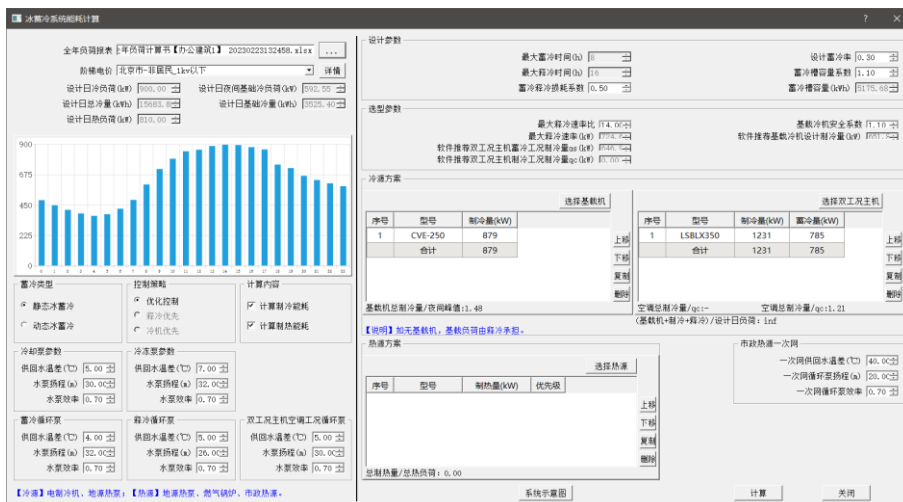 冰蓄冷系统能耗计算
? ×
全年负荷报表 全年负荷计算书【办公建筑1】 20230223132458.xlsx ...
阶梯电价 北京市-非居民_1kv以下 详情
设计日冷负荷(kW) 900.00 设计日夜间基础冷负荷(kW) 592.55
设计日总冷量(kWh) 设计日基础冷量(kWh) 3525.40
设计日热负荷(kW) 810.00
900
675
450
225
0
0 1 2 3 4 5 6 7 8 9 10 11 12 13 14 15 16 17 18 19 20 21 22 23
蓄冷类型
静态冰蓄冷
动态冰蓄冷
控制策略
优化控制
释冷优先
冷机优先
计算内容
计算制冷能耗
计算制热能耗
冷却泵参数
供回水温差(℃) 5.00
水泵扬程(m) 30.00
水泵效率 0.70
冷冻泵参数
供回水温差(℃) 7.00
水泵扬程(m) 32.00
水泵效率 0.70
蓄冷循环泵
供回水温差(℃) 4.00
水泵扬程(m) 32.00
水泵效率 0.70
释冷循环泵
供回水温差(℃) 5.00
水泵扬程(m) 26.00
水泵效率 0.70
双工况主机空调工况循环泵
供回水温差(℃) 5.00
水泵扬程(m) 30.00
水泵效率 0.70
【冷源】电制冷机、地源热泵；【热源】地源热泵、燃气锅炉、市政热源。
设计参数
最大蓄冷时间(h) 8 设计蓄冷率 0.30
最大释冷时间(h) 16 蓄冷槽容量系数 1.10
蓄冷释冷损耗系数 0.50 蓄冷槽容量(kWh) 5175.68
选型参数
最大释冷速率比 14.00 基载冷机安全系数 1.10
最大释冷速率(kW) 软件推荐基载冷机设计制冷量(kW)
软件推荐双工况主机蓄冷工况制冷量qs(kW)
软件推荐双工况主机制冷工况制冷量qc(kW) 0.00
冷源方案
选择基载机
序号 型号 制冷量(kW)
1 CVE-250 879
合计 879
上移
下移
复制
删除
基载机总制冷量/夜间峰值:1.48
选择双工况主机
序号 型号 制冷量(kW) 蓄冷量(kW)
1 LSBLX350 1231 785
合计 1231 785
上移
下移
复制
删除
空调总制冷量/qc:- 空调总制冷量/qc:1.21
【说明】如无基载机，基载负荷由释冷承担。
(基载机+制冷+释冷)/设计日负荷: inf
热源方案
选择热源
序号 型号 制热量(kW) 优先级
上移
下移
复制
删除
总制热量/总热负荷: 0.00
市政热源一次网
一次网供回水温差(℃) 40.00
一次网循环泵扬程(m) 20.00
一次网循环泵效率 0.70
系统示意图 计算 关闭